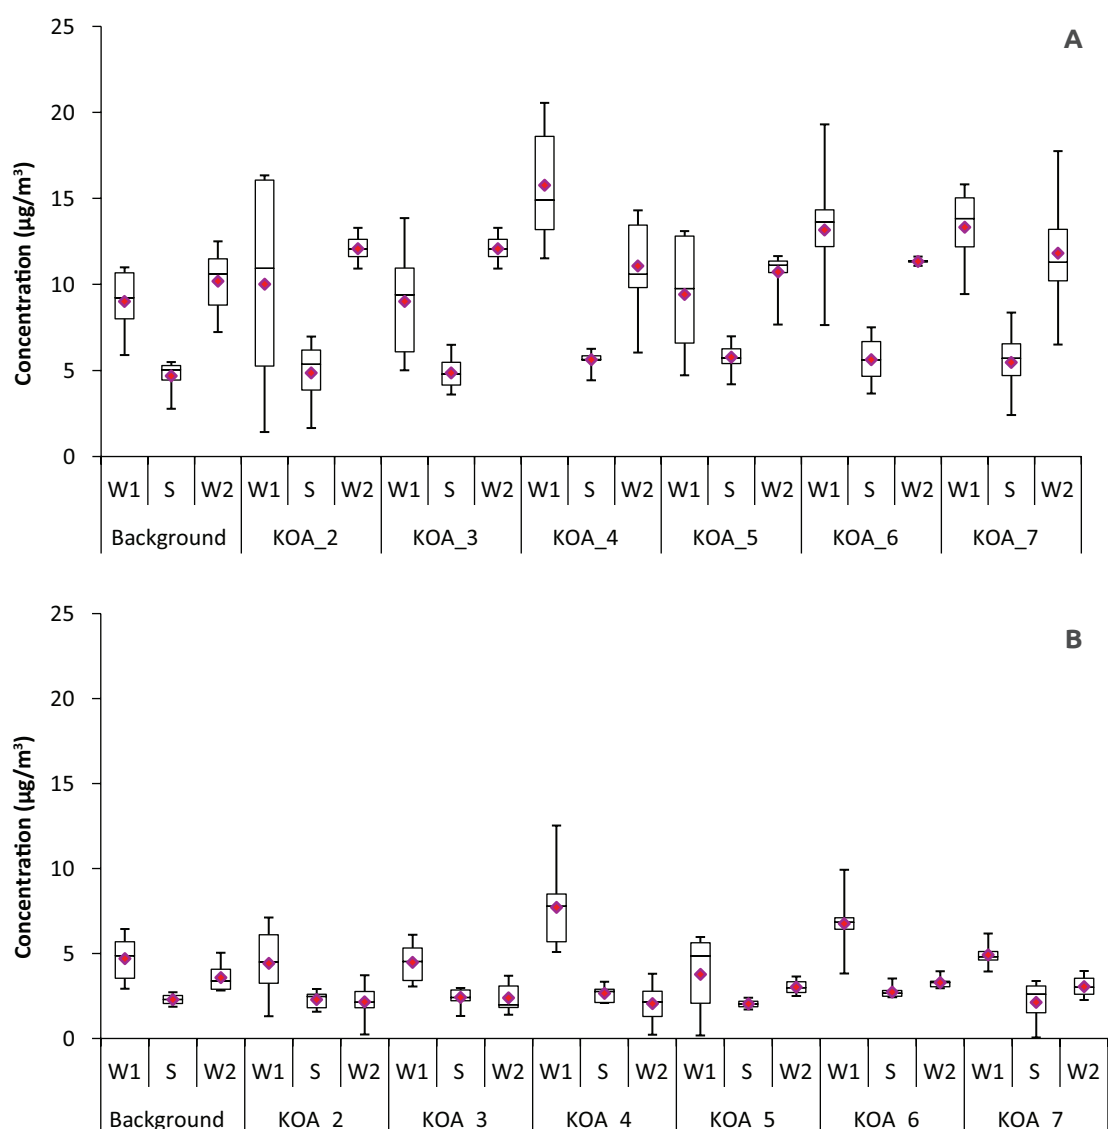 A
25
20
15
10
5
0
Concentration (µg/m³)
W1 S W2 W1 S W2 W1 S W2 W1 S W2 W1 S W2 W1 S W2 W1 S W2
Background KOA_2 KOA_3 KOA_4 KOA_5 KOA_6 KOA_7
B
25
20
15
10
5
0
Concentration (µg/m³)
W1 S W2 W1 S W2 W1 S W2 W1 S W2 W1 S W2 W1 S W2 W1 S W2
Background KOA_2 KOA_3 KOA_4 KOA_5 KOA_6 KOA_7